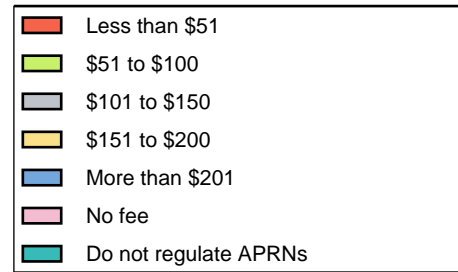 Less than $51
$51 to $100
$101 to $150
$151 to $200
More than $201
No fee
Do not regulate APRNs